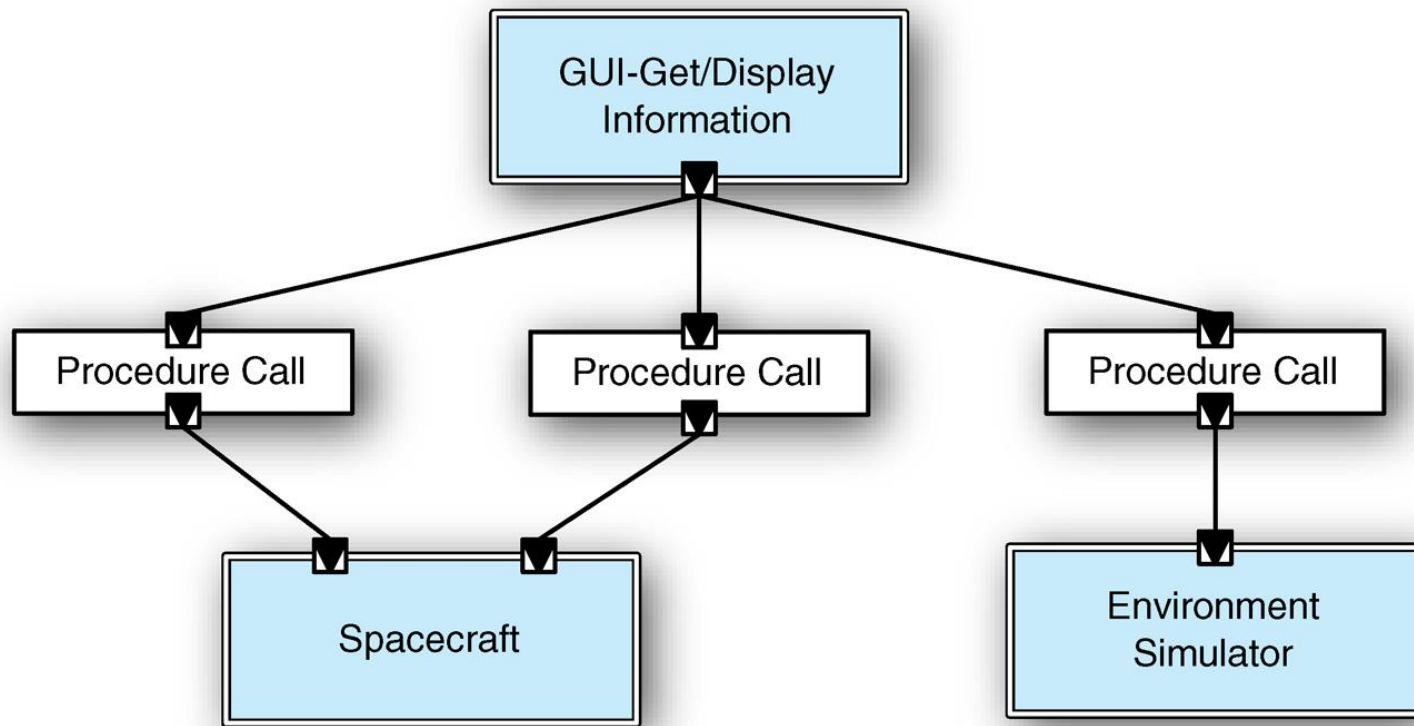 GUI-Get/Display
Information
Procedure Call
Procedure Call
Procedure Call
Spacecraft
Environment
Simulator